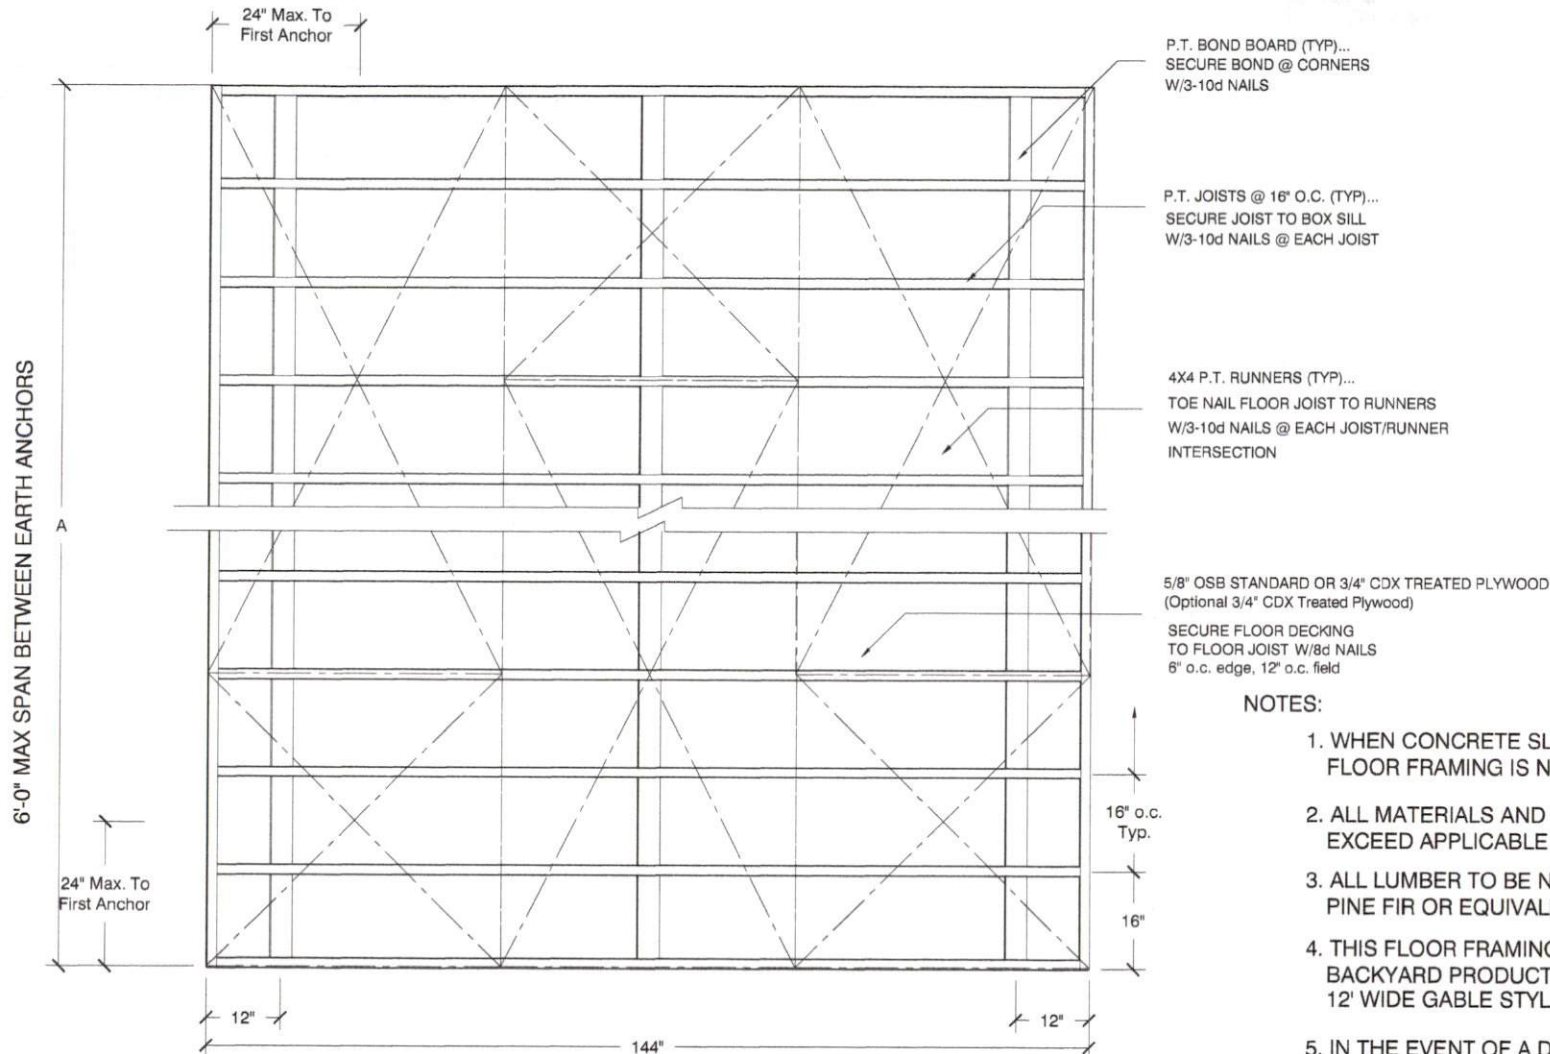 24" Max. To
First Anchor
P.T. BOND BOARD (TYP)...
SECURE BOND @ CORNERS
W/3-10d NAILS
P.T. JOISTS @ 16" O.C. (TYP)...
SECURE JOIST TO BOX SILL
W/3-10d NAILS @ EACH JOIST
4X4 P.T. RUNNERS (TYP)...
TOE NAIL FLOOR JOIST TO RUNNERS
W/3-10d NAILS @ EACH JOIST/RUNNER
INTERSECTION
6'-0" MAX SPAN BETWEEN EARTH ANCHORS
A
5/8" OSB STANDARD OR 3/4" CDX TREATED PLYWOOD
(Optional 3/4" CDX Treated Plywood)
SECURE FLOOR DECKING
TO FLOOR JOIST W/8d NAILS
6" o.c. edge, 12" o.c. field
16" o.c.
Typ.
16"
24" Max. To
First Anchor
12"
12"
144"
NOTES:
1. WHEN CONCRETE
FLOOR FRAMING IS
2. ALL MATERIALS AND
EXCEED APPLICABLE
3. ALL LUMBER TO BE
PINE FIR OR
4. THIS FLOOR FRAMING
BACKYARD
12' WIDE GABLE
5. IN THE EVENT OF A